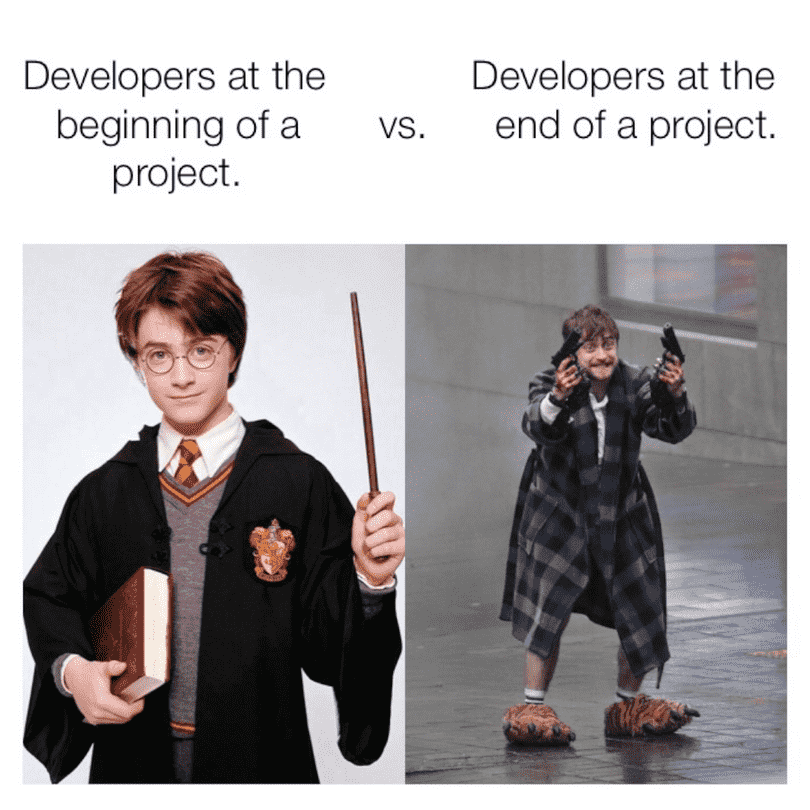 Developers at the
beginning of a
project.
vs.
Developers at the
end of a project.